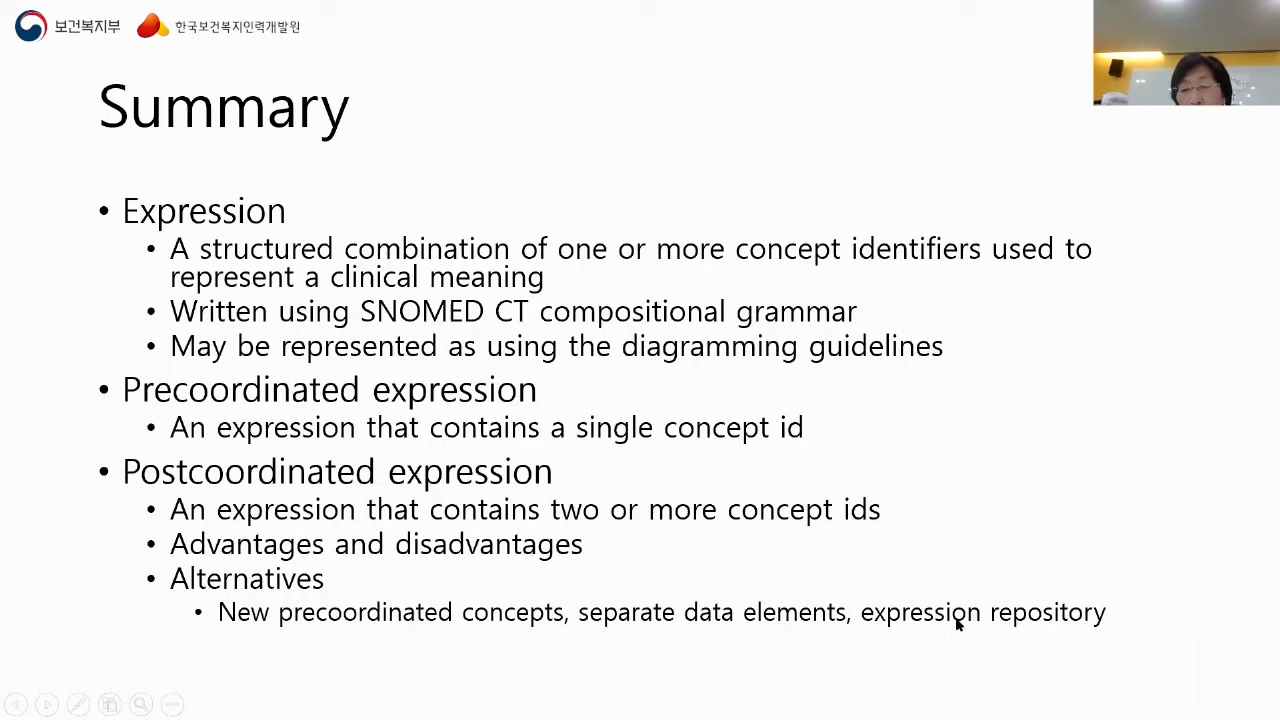 보건복지부 한국보건복지인력개발원
Summary
• Expression
• A structured combination of one or more concept identifiers used to
represent a clinical meaning
• Written using SNOMED CT compositional grammar
• May be represented as using the diagramming guidelines
• Precoordinated expression
• An expression that contains a single concept id
• Postcoordinated expression
• An expression that contains two or more concept ids
• Advantages and disadvantages
• Alternatives
• New precoordinated concepts, separate data elements, expression repository